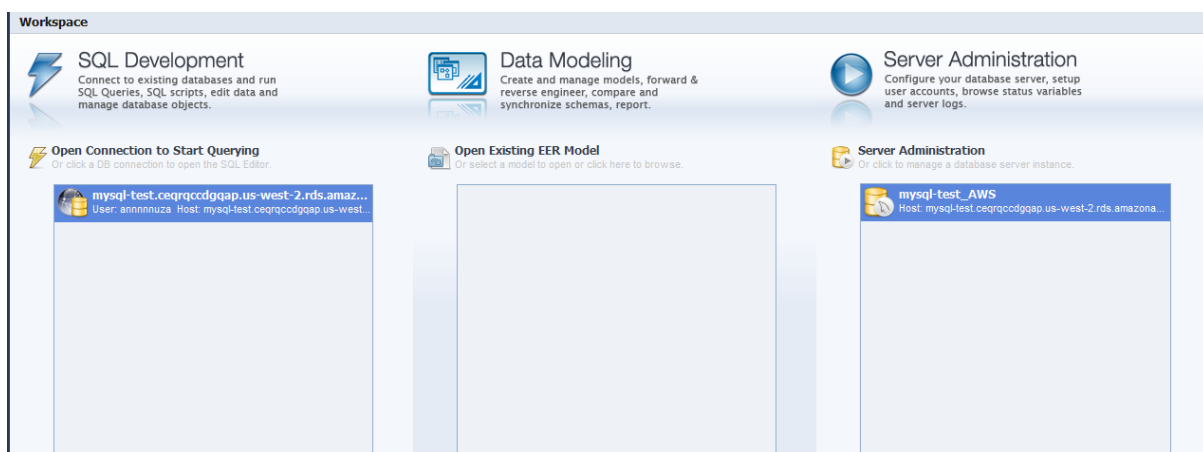 Workspace
SQL Development
Connect to existing databases and run
SQL Queries, SQL scripts, edit data and
manage database objects.
Open Connection to Start Querying
Or click a DB connection to open the SQL Editor.
mysql-test.ceqrqccdgqap.us-west-2.rds.amaz...
User: annnnnuza Host: mysql-test.ceqrqccdgqap.us-west...
Data Modeling
Create and manage models, forward &
reverse engineer, compare and
synchronize schemas, report.
Open Existing EER Model
Or select a model to open or click here to browse.
Server Administration
Configure your database server, setup
user accounts, browse status variables
and server logs.
Server Administration
Or click to manage a database server instance.
mysql-test_AWS
Host: mysql-test.ceqrqccdgqap.us-west-2.rds.amazona...